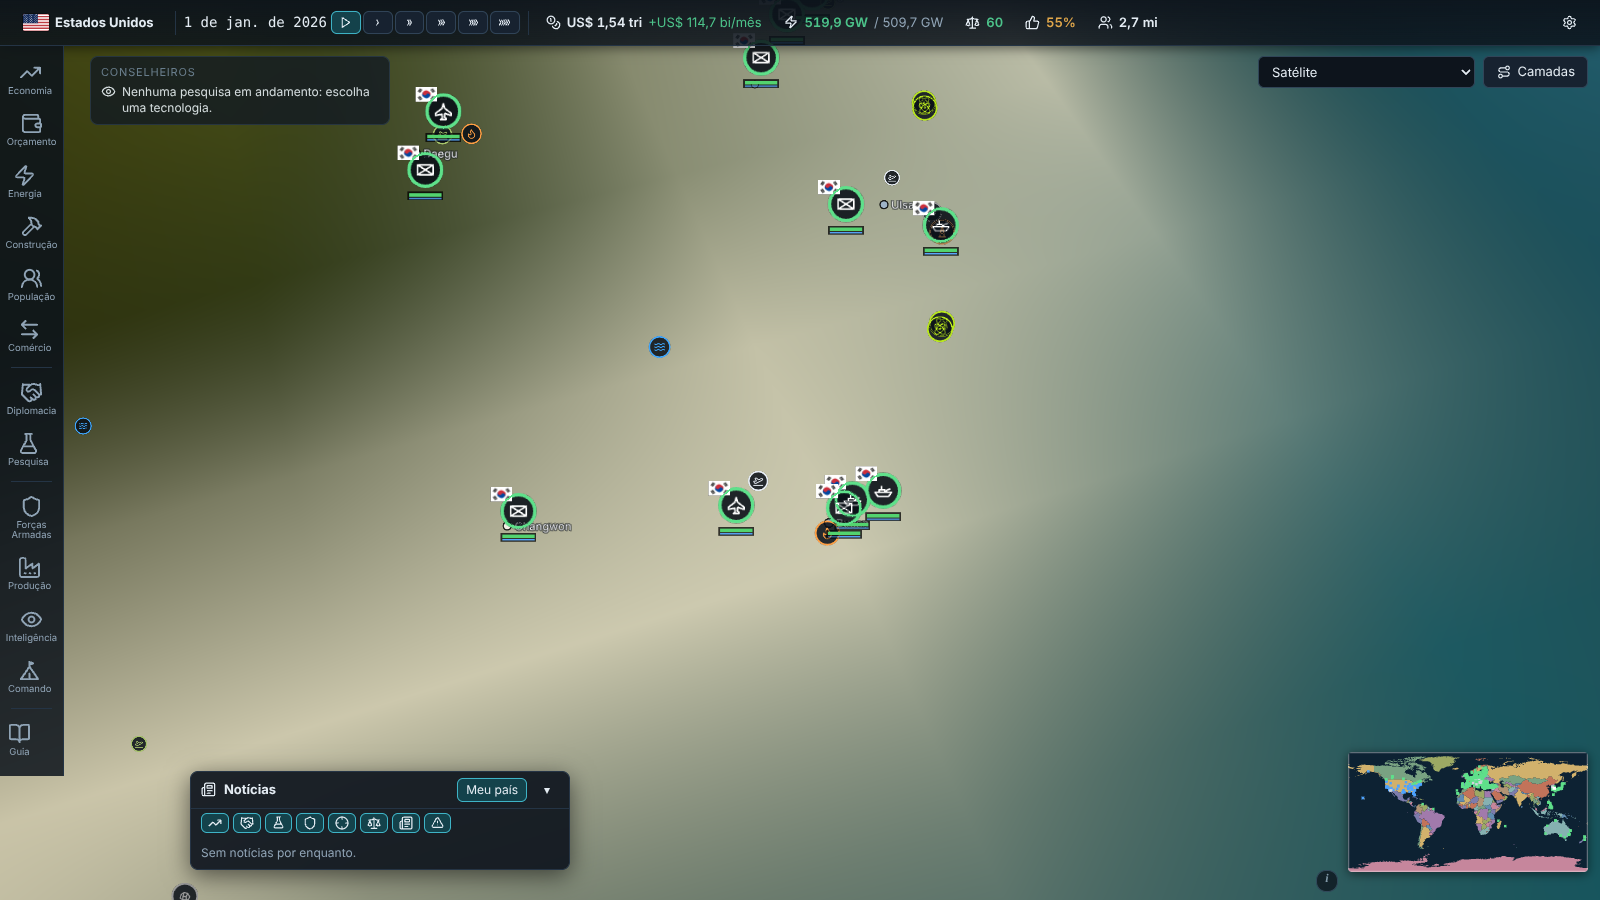 Estados Unidos
1 de jan. de 2026
US$ 1,54 tri +US$ 114,7 bi/mês
519,9 GW / 509,7 GW
60
55%
2,7 mi
Economia
Orçamento
Energia
Construção
População
Comércio
Diplomacia
Pesquisa
Forças
Armadas
Produção
Inteligência
Comando
Guia
CONSELHEIROS
Nenhuma pesquisa em andamento: escolha
uma tecnologia.
Satélite
Camadas
Daegu
Changwon
Notícias
Meu país
Sem notícias por enquanto.
i